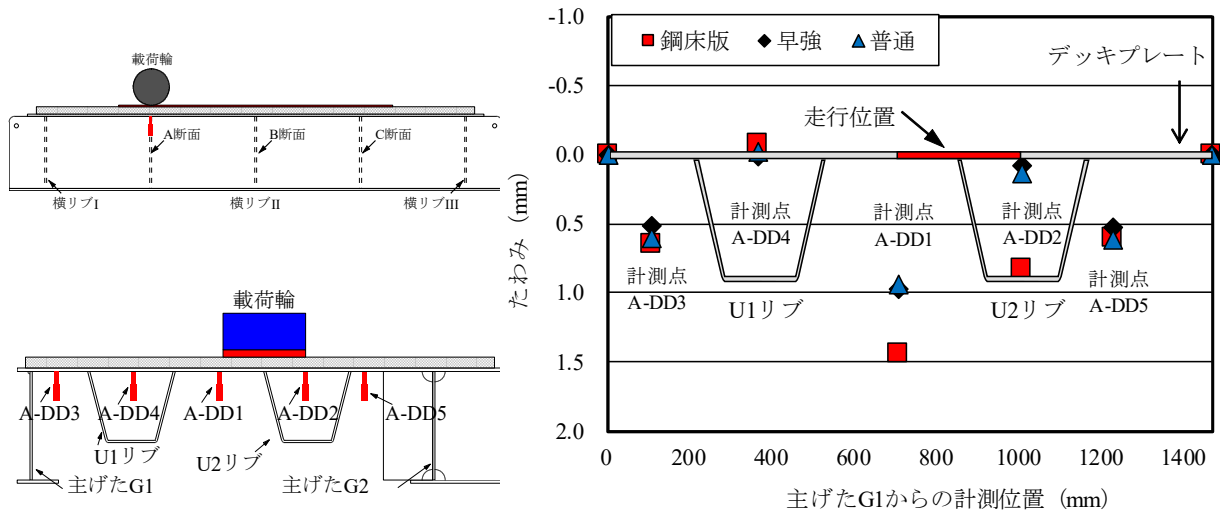 載荷輪
A断面
B断面
C断面
横リブI
横リブII
横リブIII
載荷輪
A-DD3
A-DD4
A-DD1
A-DD2
A-DD5
U1リブ
U2リブ
主げたG1
主げたG2
鋼床版
早強
普通
デッキプレート
走行位置
たわみ (mm)
-1.0
-0.5
0.0
0.5
1.0
1.5
2.0
計測点
A-DD3
計測点
A-DD4
計測点
A-DD1
計測点
A-DD2
計測点
A-DD5
U1リブ
U2リブ
0
200
400
600
800
1000
1200
1400
主げたG1からの計測位置 (mm)